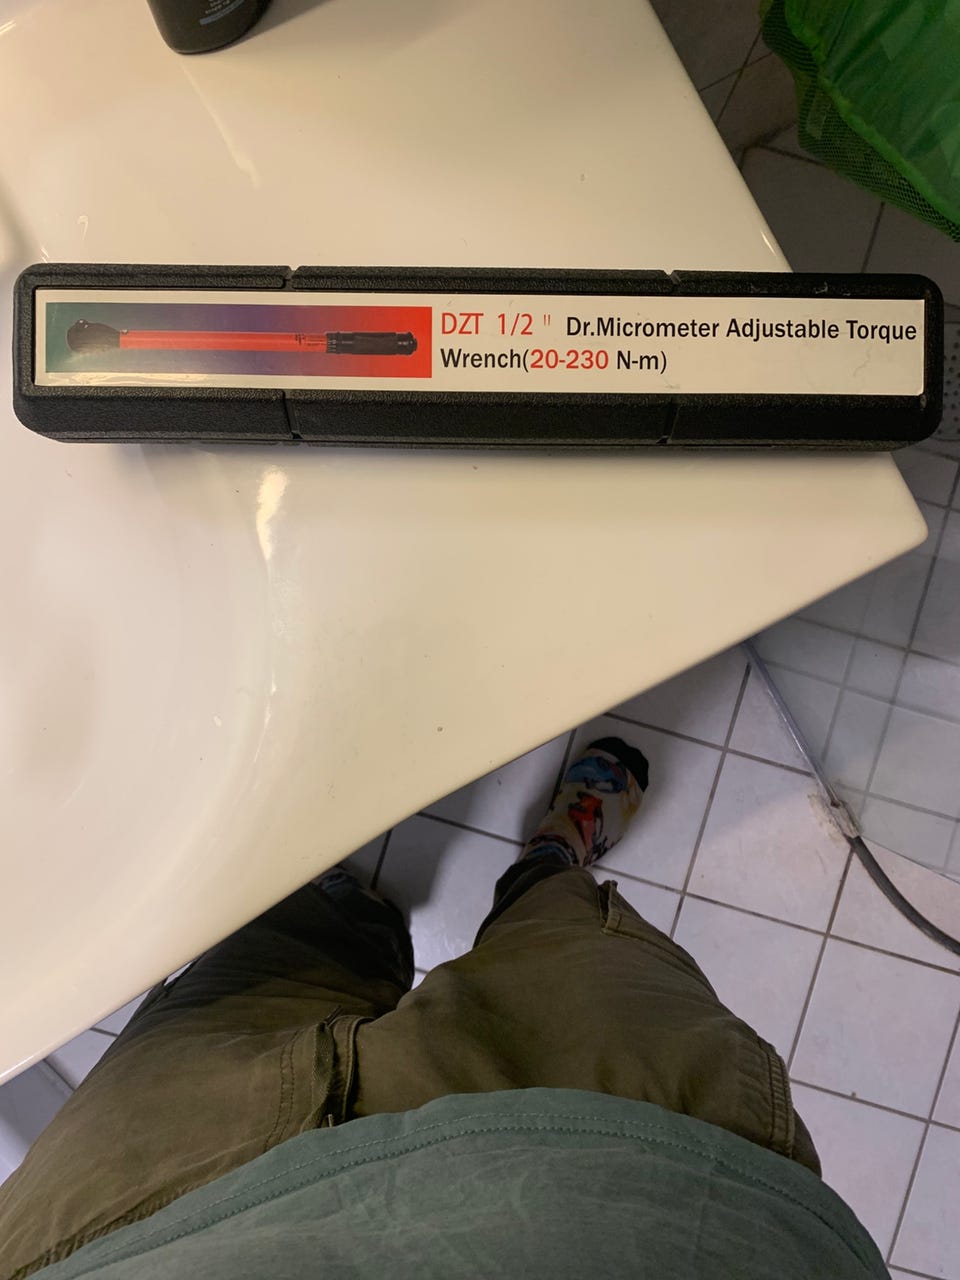 DZT 1/2 " Dr.Micrometer Adjustable Torque
Wrench(20-230 N-m)